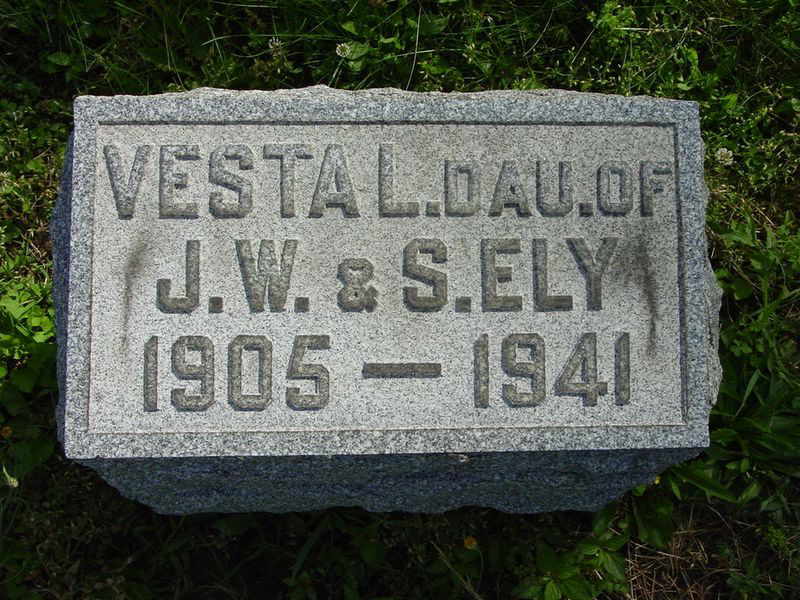 VESTA L. DAU. OF
J. W. & S. ELY
1905 — 1941